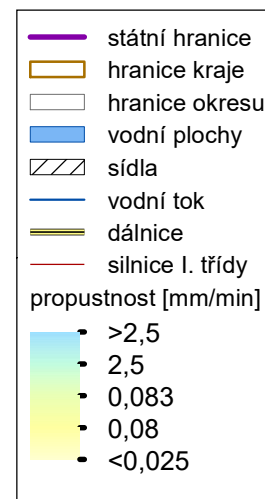 státní hranice
hranice kraje
hranice okresu
vodní plochy
sídla
vodní tok
dálnice
silnice I. třídy
propustnost [mm/min]
>2,5
2,5
0,083
0,08
<0,025